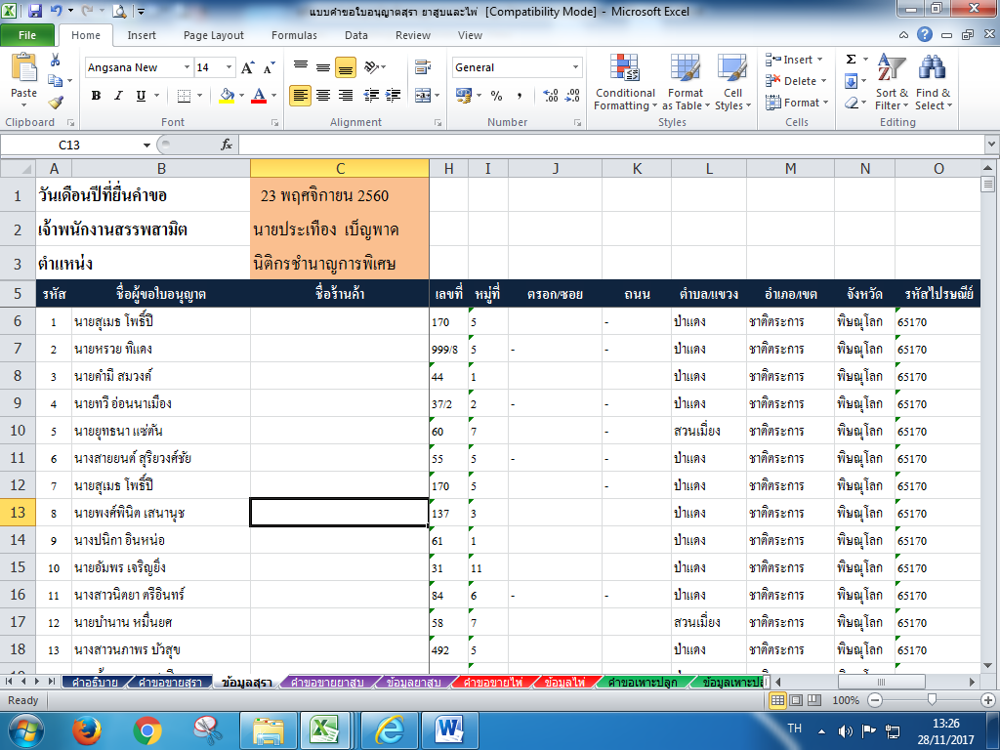 แบบคำขอใบอนุญาตสุรา ยาสูบและไพ่ [Compatibility Mode] - Microsoft Excel
File Home Insert Page Layout Formulas Data Review View
Paste Angsana New 14 General Conditional Formatting Format as Table Cell Styles Insert Delete Format Sort & Filter Find & Select
Clipboard Font Alignment Number Styles Cells Editing
C13 fx
A B C H I J K L M N O
1 วันเดือนปีที่ยื่นคำขอ 23 พฤศจิกายน 2560
2 เจ้าพนักงานสรรพสามิต นายประเทือง เบ็ญพาด
3 ตำแหน่ง นิติกรชำนาญการพิเศษ
5 รหัส ชื่อผู้ขอใบอนุญาต ชื่อร้านค้า เลขที่ หมู่ที่ ตรอก/ซอย ถนน ตำบล/แขวง อำเภอ/เขต จังหวัด รหัสไปรษณีย์
6 1 นายสุเมธ โพธิ์ปี 170 5 - ป่าแดง ชาติตระการ พิษณุโลก 65170
7 2 นายหรวย ทิแดง 999/8 5 - - ป่าแดง ชาติตระการ พิษณุโลก 65170
8 3 นายคำมี สมวงค์ 44 1 ป่าแดง ชาติตระการ พิษณุโลก 65170
9 4 นายทวี อ่อนนาเมือง 37/2 2 - - ป่าแดง ชาติตระการ พิษณุโลก 65170
10 5 นายยุทธนา แซ่ตัน 60 7 - สวนเมี่ยง ชาติตระการ พิษณุโลก 65170
11 6 นางสายยนต์ สุริยวงศ์ชัย 55 5 - - ป่าแดง ชาติตระการ พิษณุโลก 65170
12 7 นายสุเมธ โพธิ์ปี 170 5 - ป่าแดง ชาติตระการ พิษณุโลก 65170
13 8 นายพงศ์พินิต เสนานุช 137 3 ป่าแดง ชาติตระการ พิษณุโลก 65170
14 9 นางปนิกา อินหน่อ 61 1 ป่าแดง ชาติตระการ พิษณุโลก 65170
15 10 นายอัมพร เจริญยิ่ง 31 11 ป่าแดง ชาติตระการ พิษณุโลก 65170
16 11 นางสาวนิตยา ตรีอินทร์ 84 6 - - ป่าแดง ชาติตระการ พิษณุโลก 65170
17 12 นายบำนาน หมื่นยศ 58 7 สวนเมี่ยง ชาติตระการ พิษณุโลก 65170
18 13 นางสาวนภาพร บัวสุข 492 5 ป่าแดง ชาติตระการ พิษณุโลก 65170
คำอธิบาย คำขอขายสุรา ข้อมูลสุรา คำขอขายยาสูบ ข้อมูลยาสูบ คำขอขายไพ่ ข้อมูลไพ่ คำขอเพาะปลูก ข้อมูลเพาะปล
Ready 100%
TH 13:26
28/11/2017